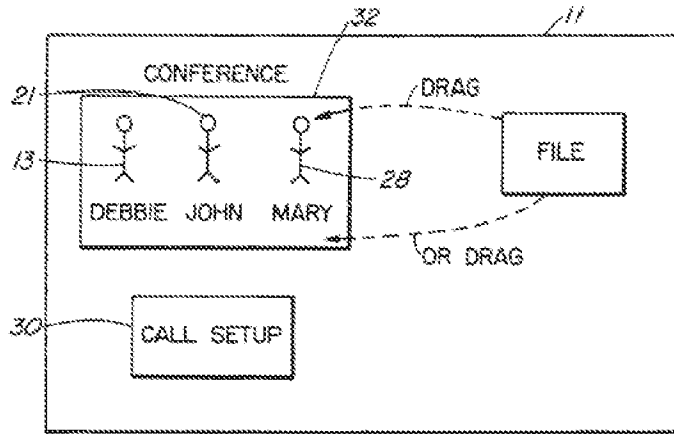 11
32
CONFERENCE
21
DRAG
FILE
13
28
DEBBIE JOHN MARY
OR DRAG
30
CALL SETUP